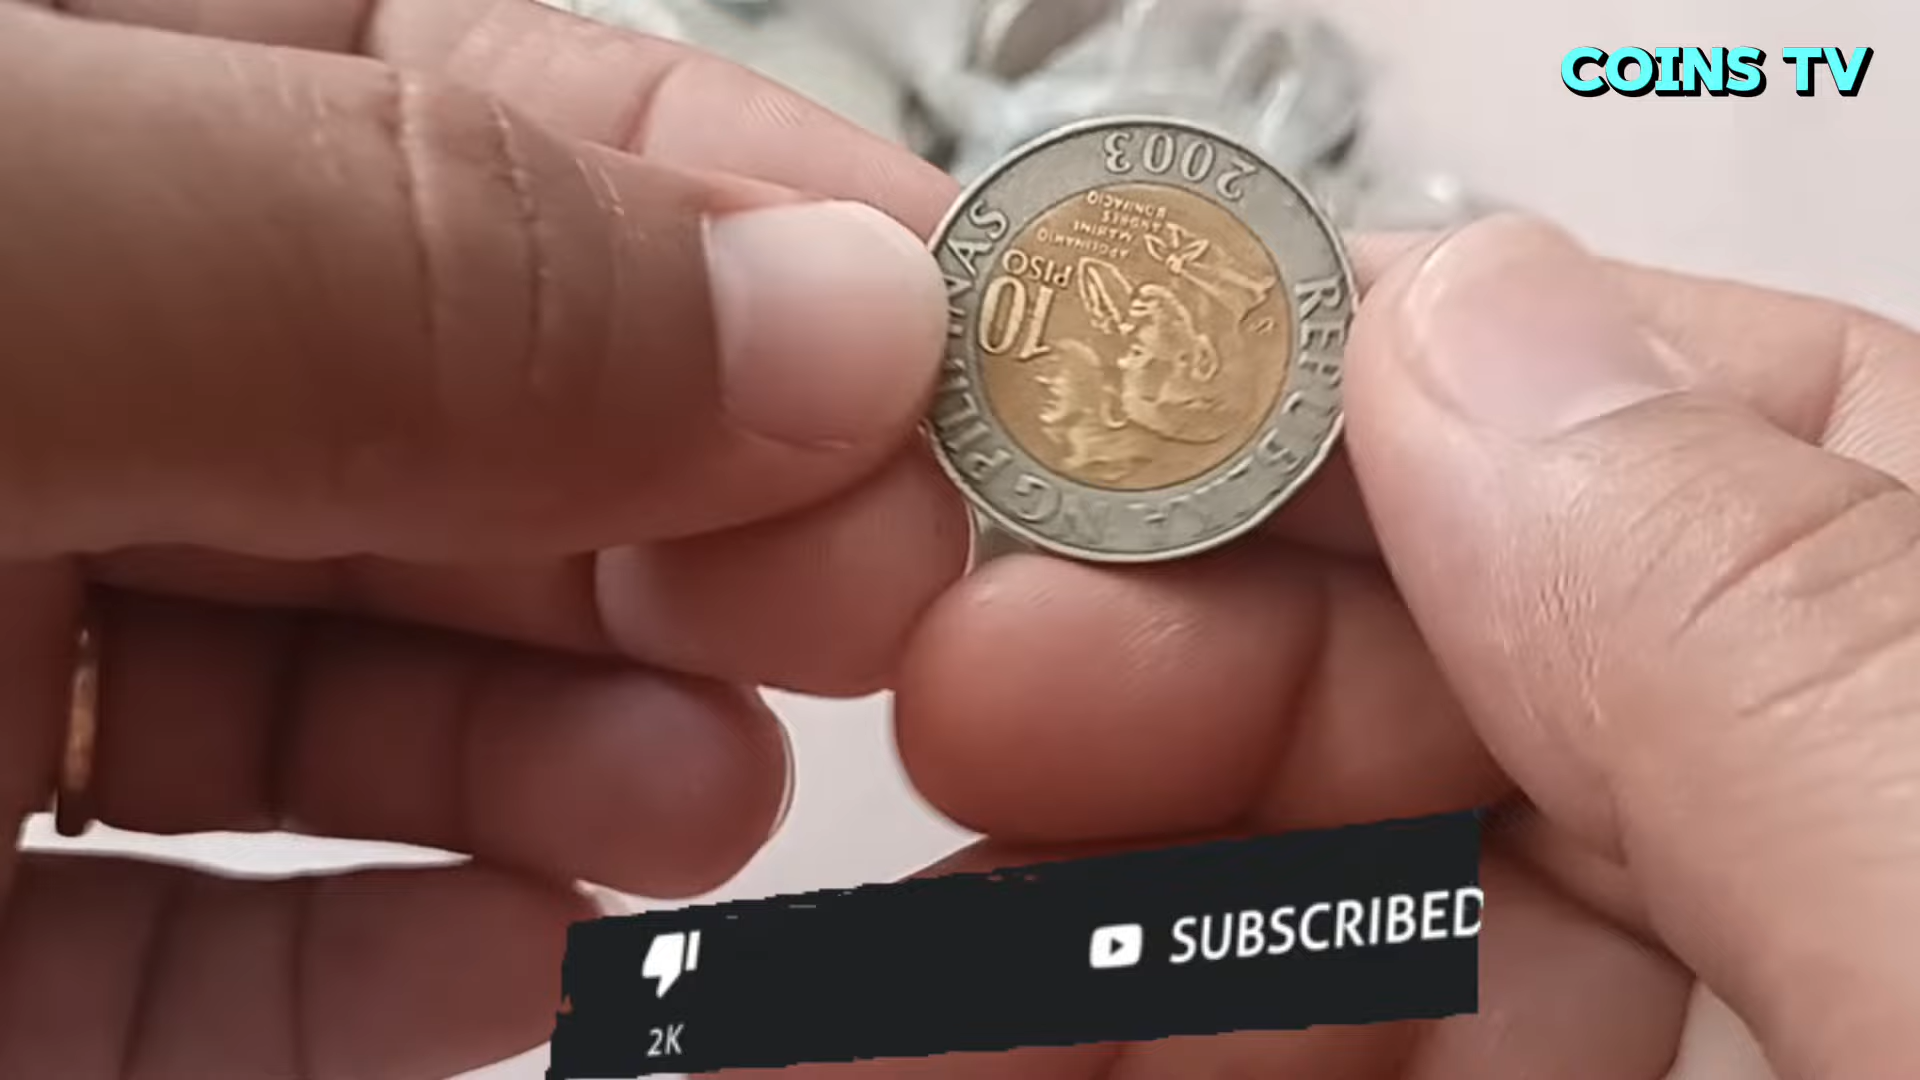 COINS TV
2003
REPUBLIKA NG PILIPINAS
ANDRES
BONIFACIO
APOLINARIO
MABINI
10
PISO
SUBSCRIBED
2K